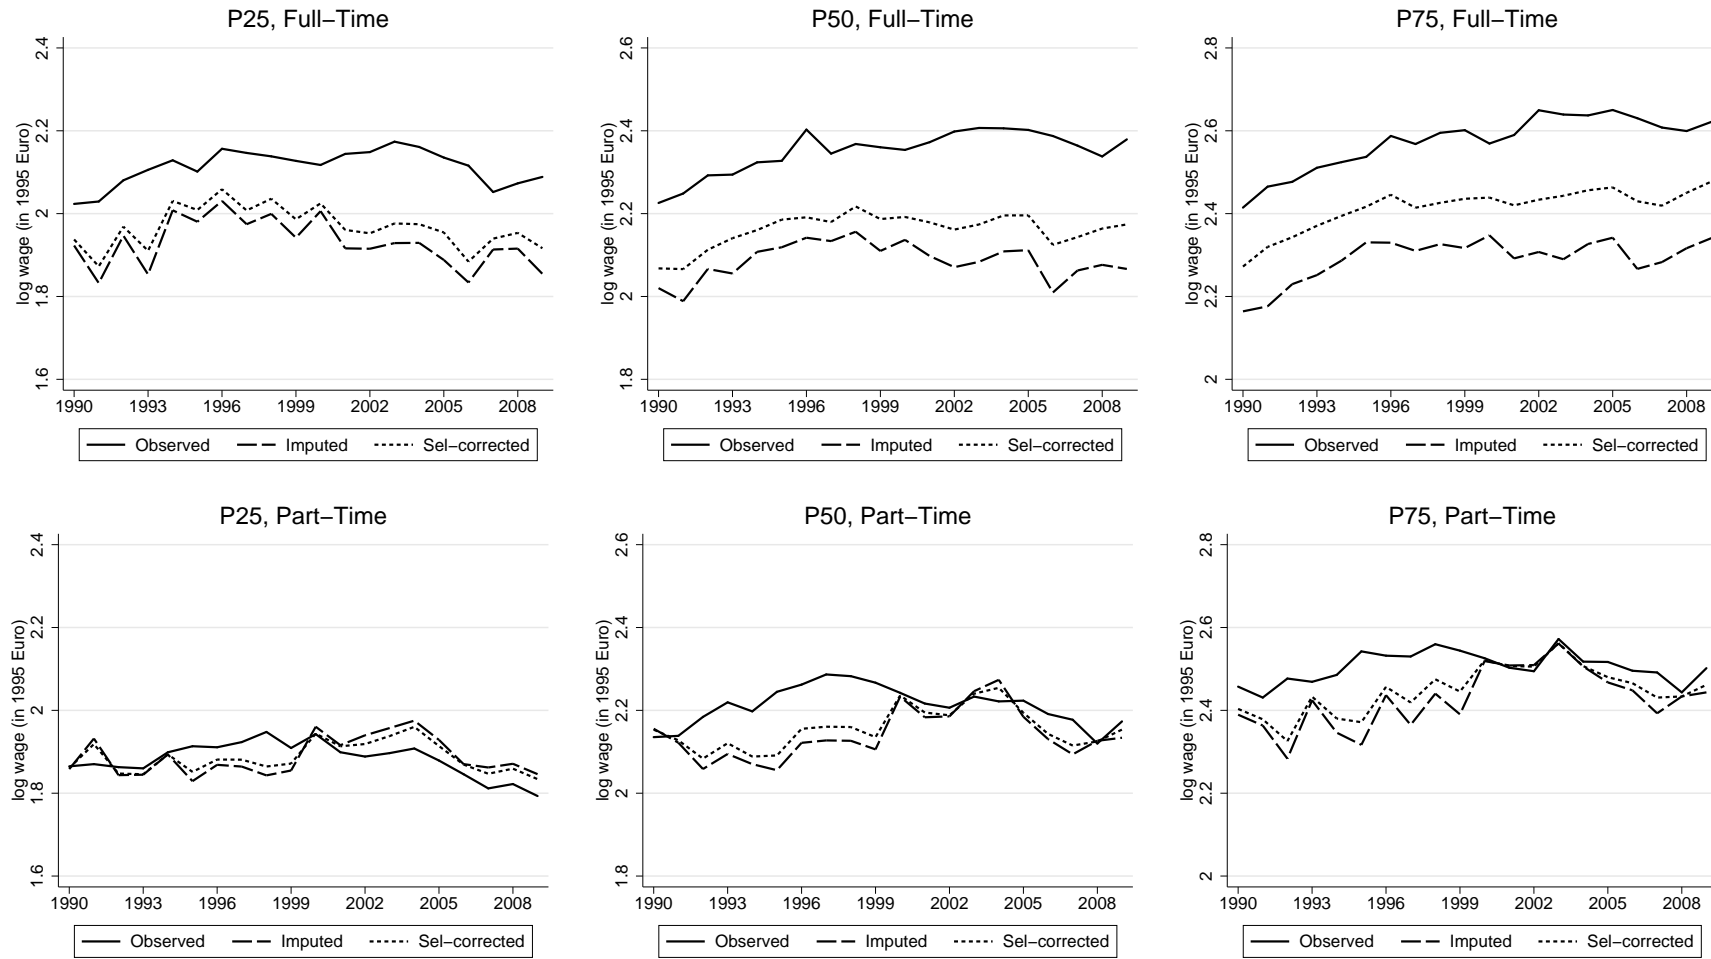 P25, Full−Time
log wage (in 1995 Euro)
2.4
2.2
2
1.8
1.6
1990 1993 1996 1999 2002 2005 2008
Observed Imputed Sel−corrected
P50, Full−Time
log wage (in 1995 Euro)
2.6
2.4
2.2
2
1.8
1990 1993 1996 1999 2002 2005 2008
Observed Imputed Sel−corrected
P75, Full−Time
log wage (in 1995 Euro)
2.8
2.6
2.4
2.2
2
1990 1993 1996 1999 2002 2005 2008
Observed Imputed Sel−corrected
P25, Part−Time
log wage (in 1995 Euro)
2.4
2.2
2
1.8
1.6
1990 1993 1996 1999 2002 2005 2008
Observed Imputed Sel−corrected
P50, Part−Time
log wage (in 1995 Euro)
2.6
2.4
2.2
2
1.8
1990 1993 1996 1999 2002 2005 2008
Observed Imputed Sel−corrected
P75, Part−Time
log wage (in 1995 Euro)
2.8
2.6
2.4
2.2
2
1990 1993 1996 1999 2002 2005 2008
Observed Imputed Sel−corrected